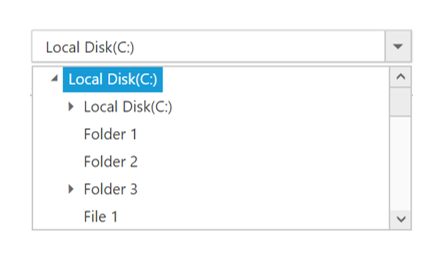 Local Disk(C:)
Local Disk(C:)
Local Disk(C:)
Folder 1
Folder 2
Folder 3
File 1